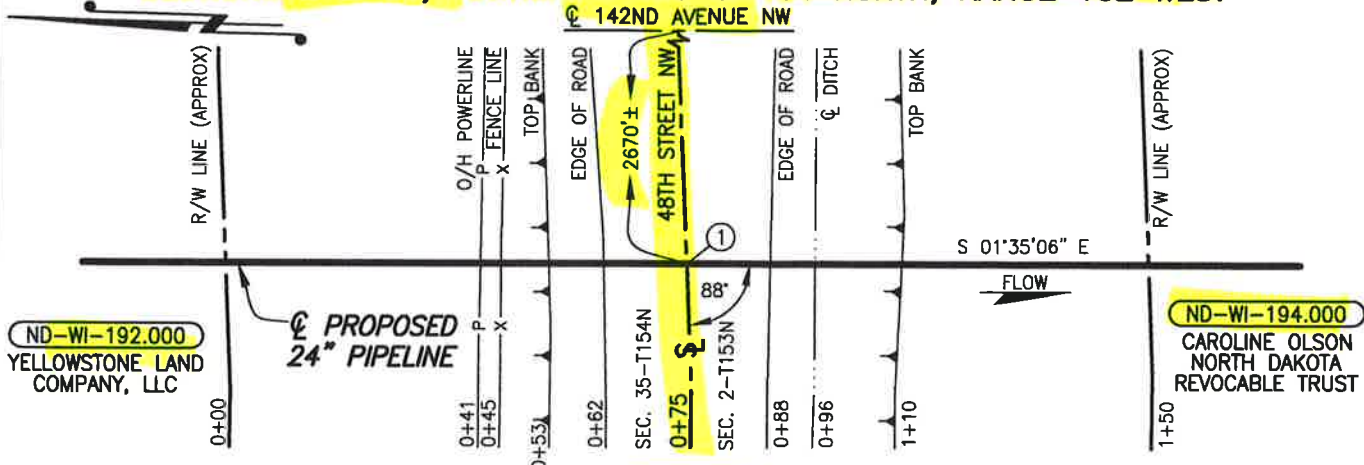 ℄ 142ND AVENUE NW
R/W LINE (APPROX)
O/H POWERLINE
P
FENCE LINE
X
TOP BANK
EDGE OF ROAD
2670'±
48TH STREET NW
EDGE OF ROAD
℄ DITCH
TOP BANK
R/W LINE (APPROX)
1
S 01°35'06" E
FLOW
88°
ND-WI-192.000
YELLOWSTONE LAND
COMPANY, LLC
℄ PROPOSED
24" PIPELINE
P
X
ND-WI-194.000
CAROLINE OLSON
NORTH DAKOTA
REVOCABLE TRUST
0+00
0+41
0+45
0+53
0+62
SEC. 35-T154N
0+75
SEC. 2-T153N
0+88
0+96
1+10
1+50